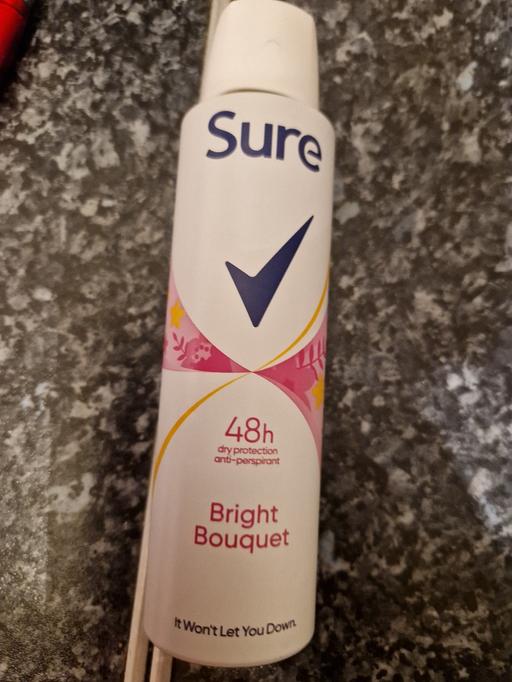 Sure
48h
dry protection
anti-perspirant
Bright
Bouquet
It Won't Let You Down.